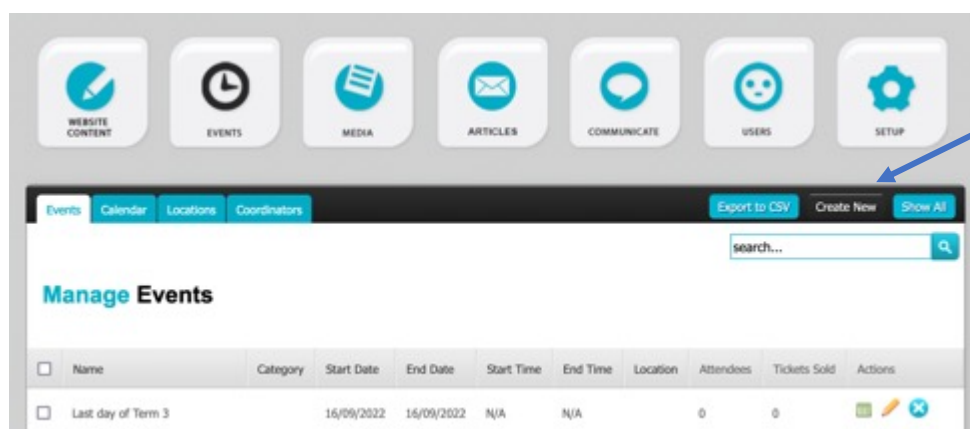 WEBSITE
CONTENT
EVENTS
MEDIA
ARTICLES
COMMUNICATE
USERS
SETUP
Events Calendar Locations Coordinators Export to CSV Create New Show All
search...
Manage Events
Name Category Start Date End Date Start Time End Time Location Attendees Tickets Sold Actions
Last day of Term 3 16/09/2022 16/09/2022 N/A N/A 0 0